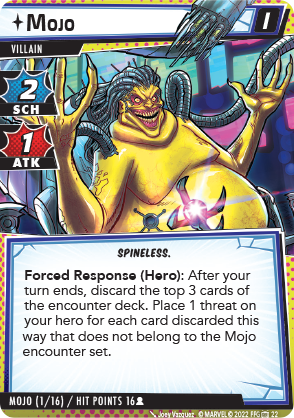 Mojo
I
VILLAIN
2
SCH
1
ATK
SPINELESS.
Forced Response (Hero): After your
turn ends, discard the top 3 cards of
the encounter deck. Place 1 threat on
your hero for each card discarded this
way that does not belong to the Mojo
encounter set.
MOJO (1/16) / HIT POINTS 16
Joey Vazquez © MARVEL © 2022 FFG 22